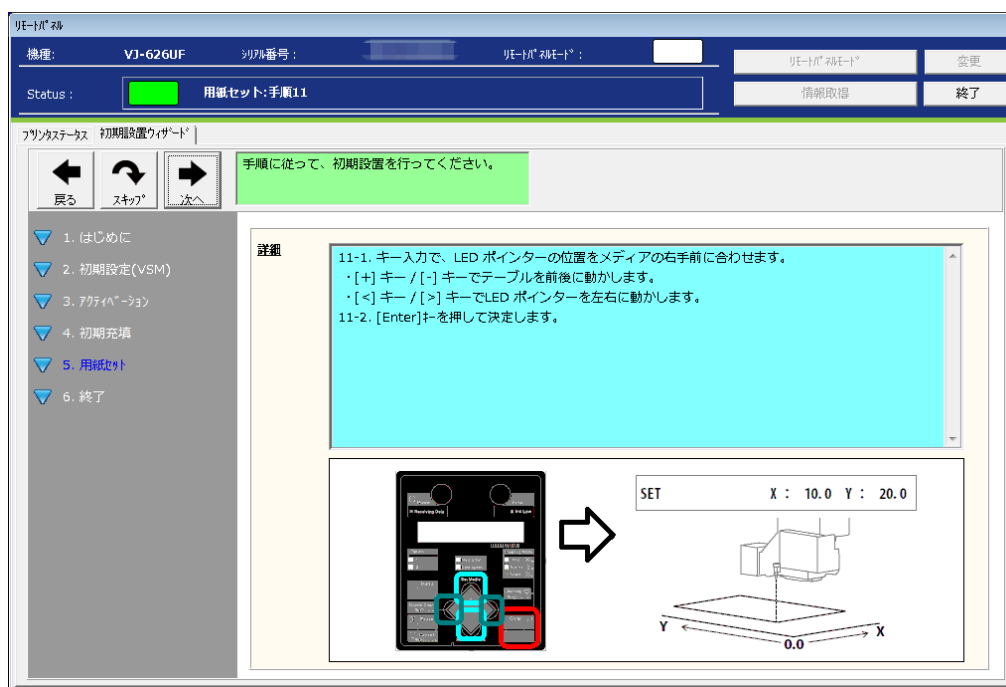 リモートパネル
機種: VJ-626UF シリアル番号: リモートパネルモード:
リモートパネルモード 変更
Status : 用紙セット:手順11
情報取得 終了
プリンタステータス 初期設置ウィザード
戻る スキップ 次へ
手順に従って、初期設置を行ってください。
1. はじめに
2. 初期設定(VSM)
3. アクティベーション
4. 初期充填
5. 用紙セット
6. 終了
詳細
11-1. キー入力で、LED ポインターの位置をメディアの右手前に合わせます。
・[+] キー / [-] キーでテーブルを前後に動かします。
・[<] キー / [>] キーでLED ポインターを左右に動かします。
11-2. [Enter]キーを押して決定します。
SET X : 10.0 Y : 20.0
Y
X
0.0